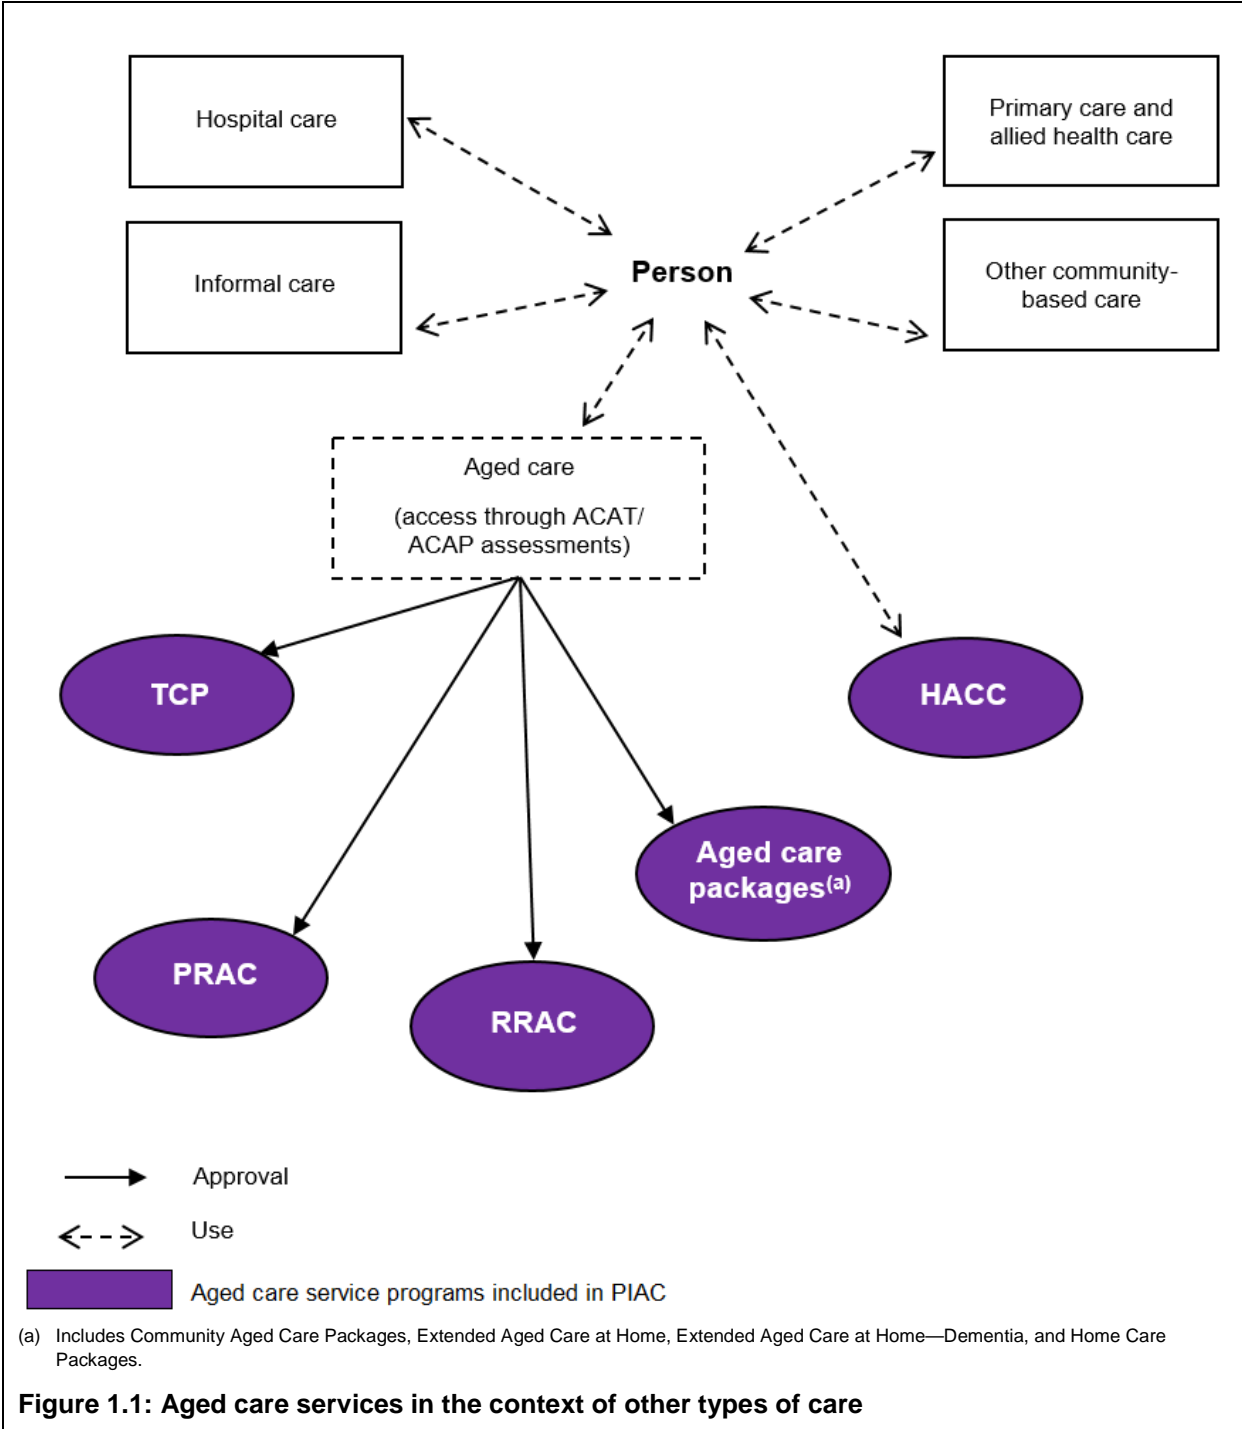 Hospital care
Primary care and
allied health care
Informal care
Person
Other community-
based care
Aged care
(access through ACAT/
ACAP assessments)
TCP
HACC
Aged care
packages(a)
PRAC
RRAC
Approval
Use
Aged care service programs included in PIAC
(a) Includes Community Aged Care Packages, Extended Aged Care at Home, Extended Aged Care at Home—Dementia, and Home Care
Packages.
Figure 1.1: Aged care services in the context of other types of care